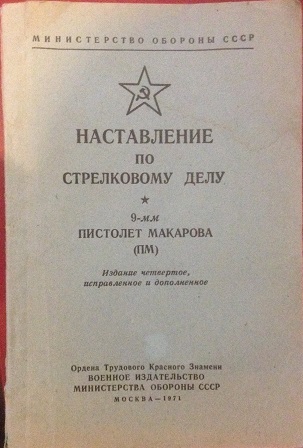 МИНИСТЕРСТВО ОБОРОНЫ СССР
НАСТАВЛЕНИЕ
ПО
СТРЕЛКОВОМУ ДЕЛУ
★
9-мм
ПИСТОЛЕТ МАКАРОВА
(ПМ)
Издание четвертое,
исправленное и дополненное
Ордена Трудового Красного Знамени
ВОЕННОЕ ИЗДАТЕЛЬСТВО
МИНИСТЕРСТВА ОБОРОНЫ СССР
МОСКВА—1971